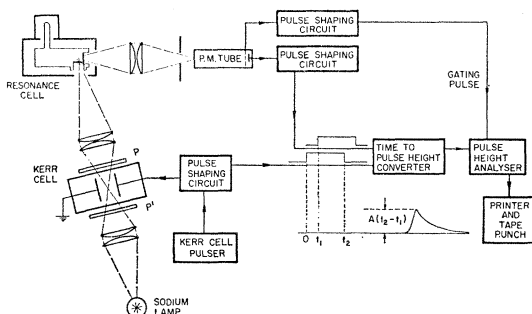 PULSE SHAPING
CIRCUIT
P.M. TUBE
PULSE SHAPING
CIRCUIT
RESONANCE
CELL
GATING
PULSE
KERR
CELL
P
P'
PULSE
SHAPING
CIRCUIT
TIME TO
PULSE HEIGHT
CONVERTER
PULSE
HEIGHT
ANALYSER
KERR CELL
PULSER
O t₁ t₂
A(t₂-t₁)
PRINTER
AND
TAPE
PUNCH
SODIUM
LAMP